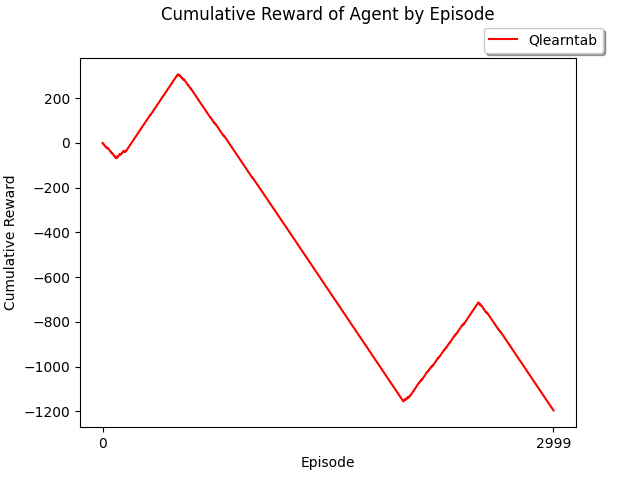 Cumulative Reward of Agent by Episode
Qlearntab
200
0
−200
−400
−600
−800
−1000
−1200
Cumulative Reward
0
2999
Episode